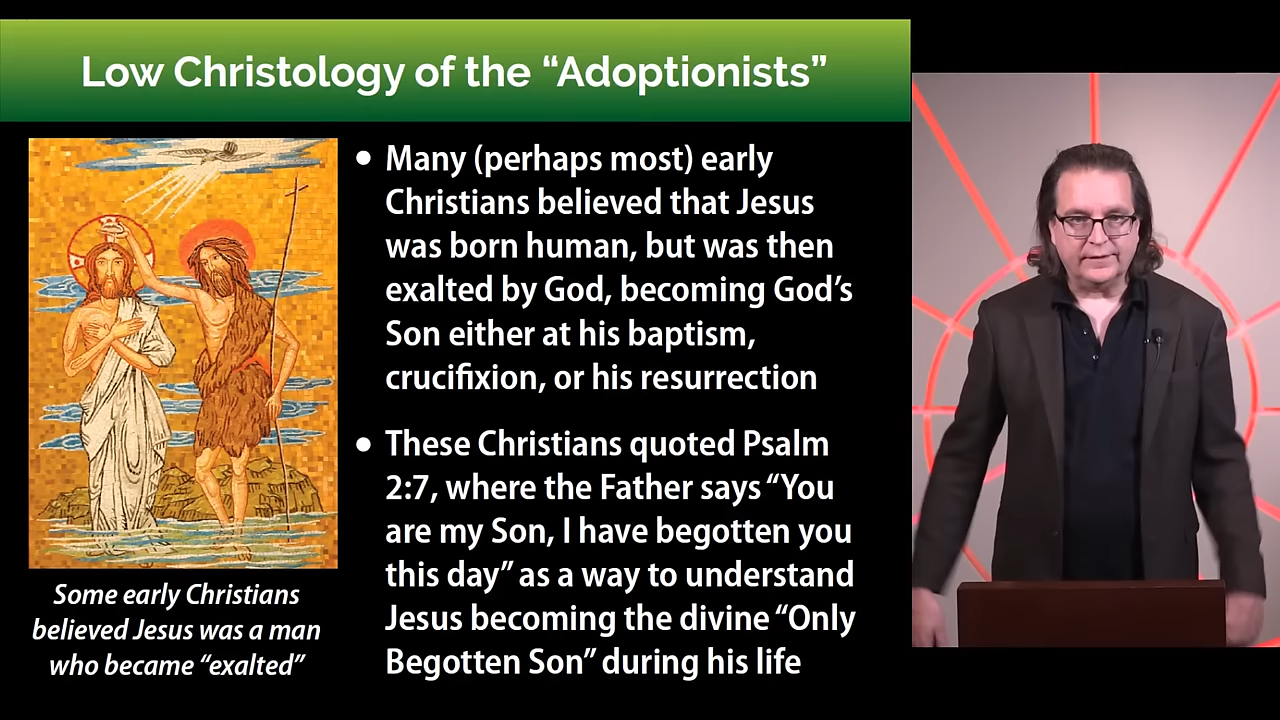 Low Christology of the “Adoptionists”
• Many (perhaps most) early
Christians believed that Jesus
was born human, but was then
exalted by God, becoming God’s
Son either at his baptism,
crucifixion, or his resurrection
• These Christians quoted Psalm
2:7, where the Father says “You
are my Son, I have begotten you
this day” as a way to understand
Jesus becoming the divine “Only
Begotten Son” during his life
Some early Christians
believed Jesus was a man
who became “exalted”